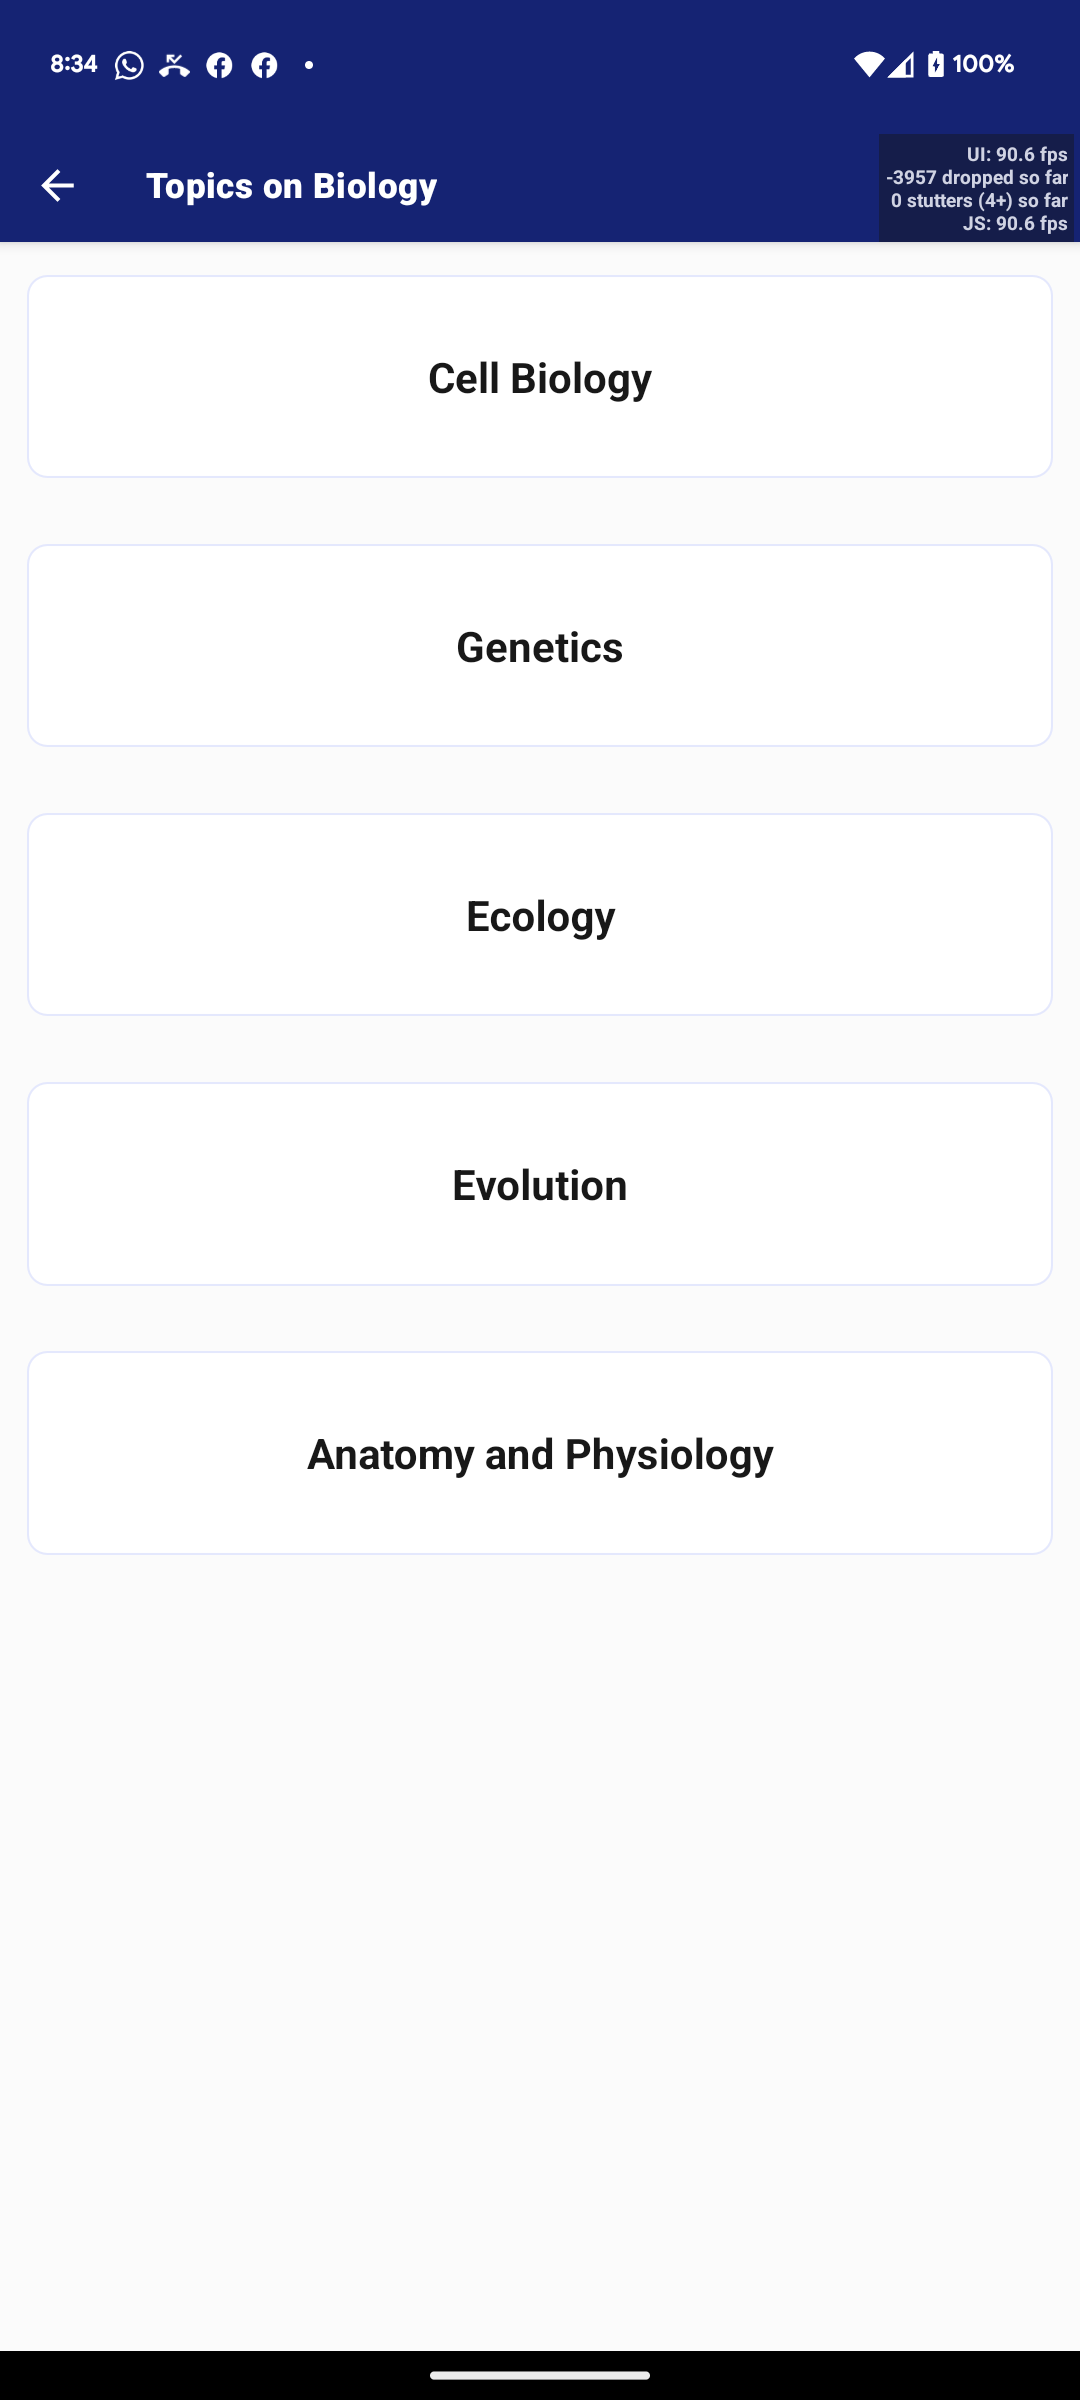 8:34
100%
Topics on Biology
UI: 90.6 fps
-3957 dropped so far
0 stutters (4+) so far
JS: 90.6 fps
Cell Biology
Genetics
Ecology
Evolution
Anatomy and Physiology